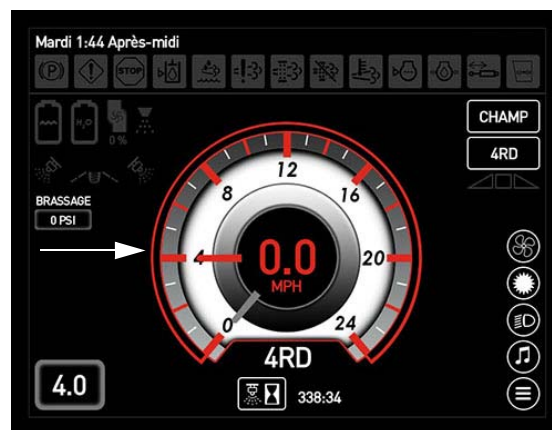 Mardi 1:44 Après-midi
STOP
H₂O
0 %
CHAMP
4RD
BRASSAGE
0 PSI
0
4
8
12
16
20
24
0.0
MPH
4RD
4.0
338:34